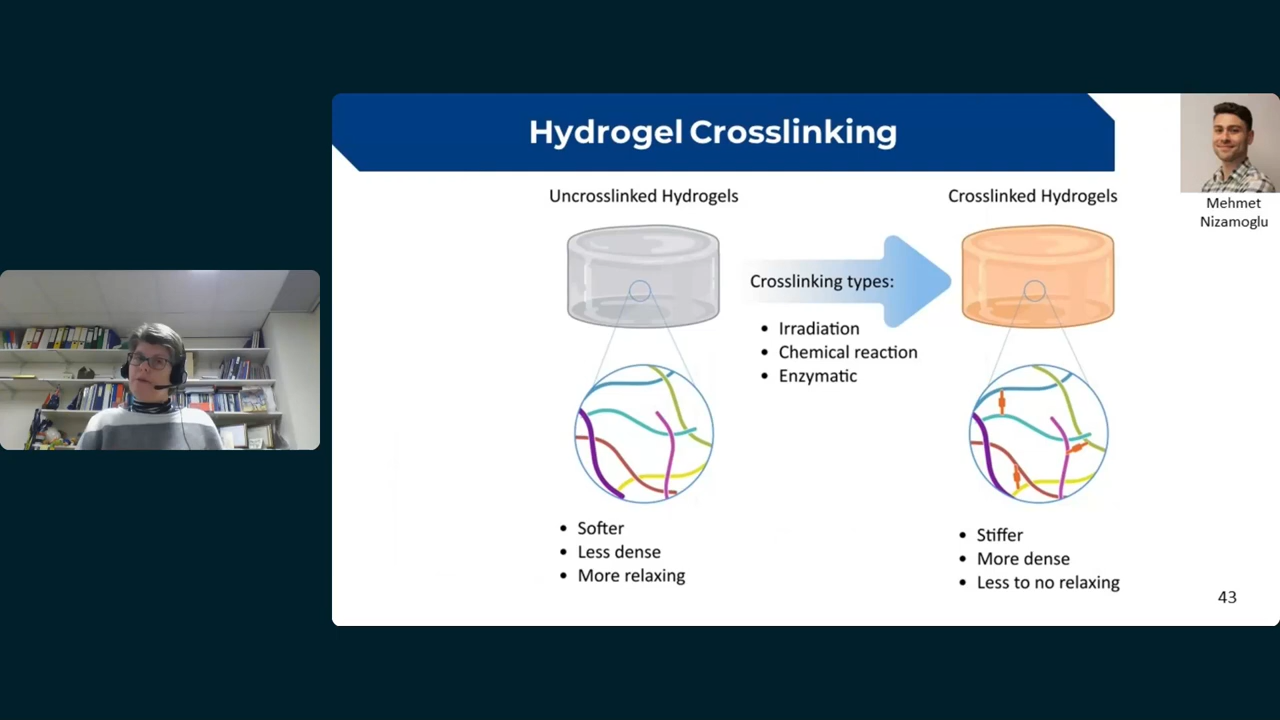 Hydrogel Crosslinking
Mehmet
Nizamoglu
Uncrosslinked Hydrogels
Crosslinked Hydrogels
Crosslinking types:
• Irradiation
• Chemical reaction
• Enzymatic
• Softer
• Less dense
• More relaxing
• Stiffer
• More dense
• Less to no relaxing
43